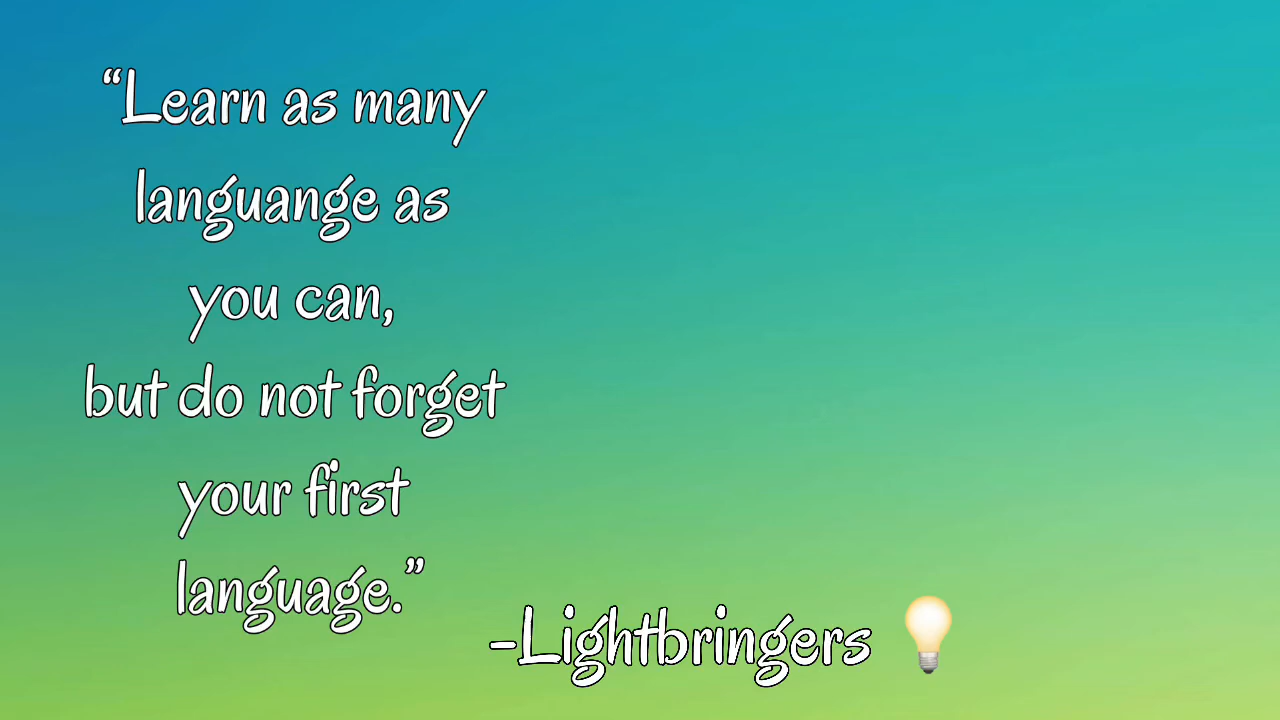 “Learn as many
languange as
you can,
but do not forget
your first
language.”
-Lightbringers 💡